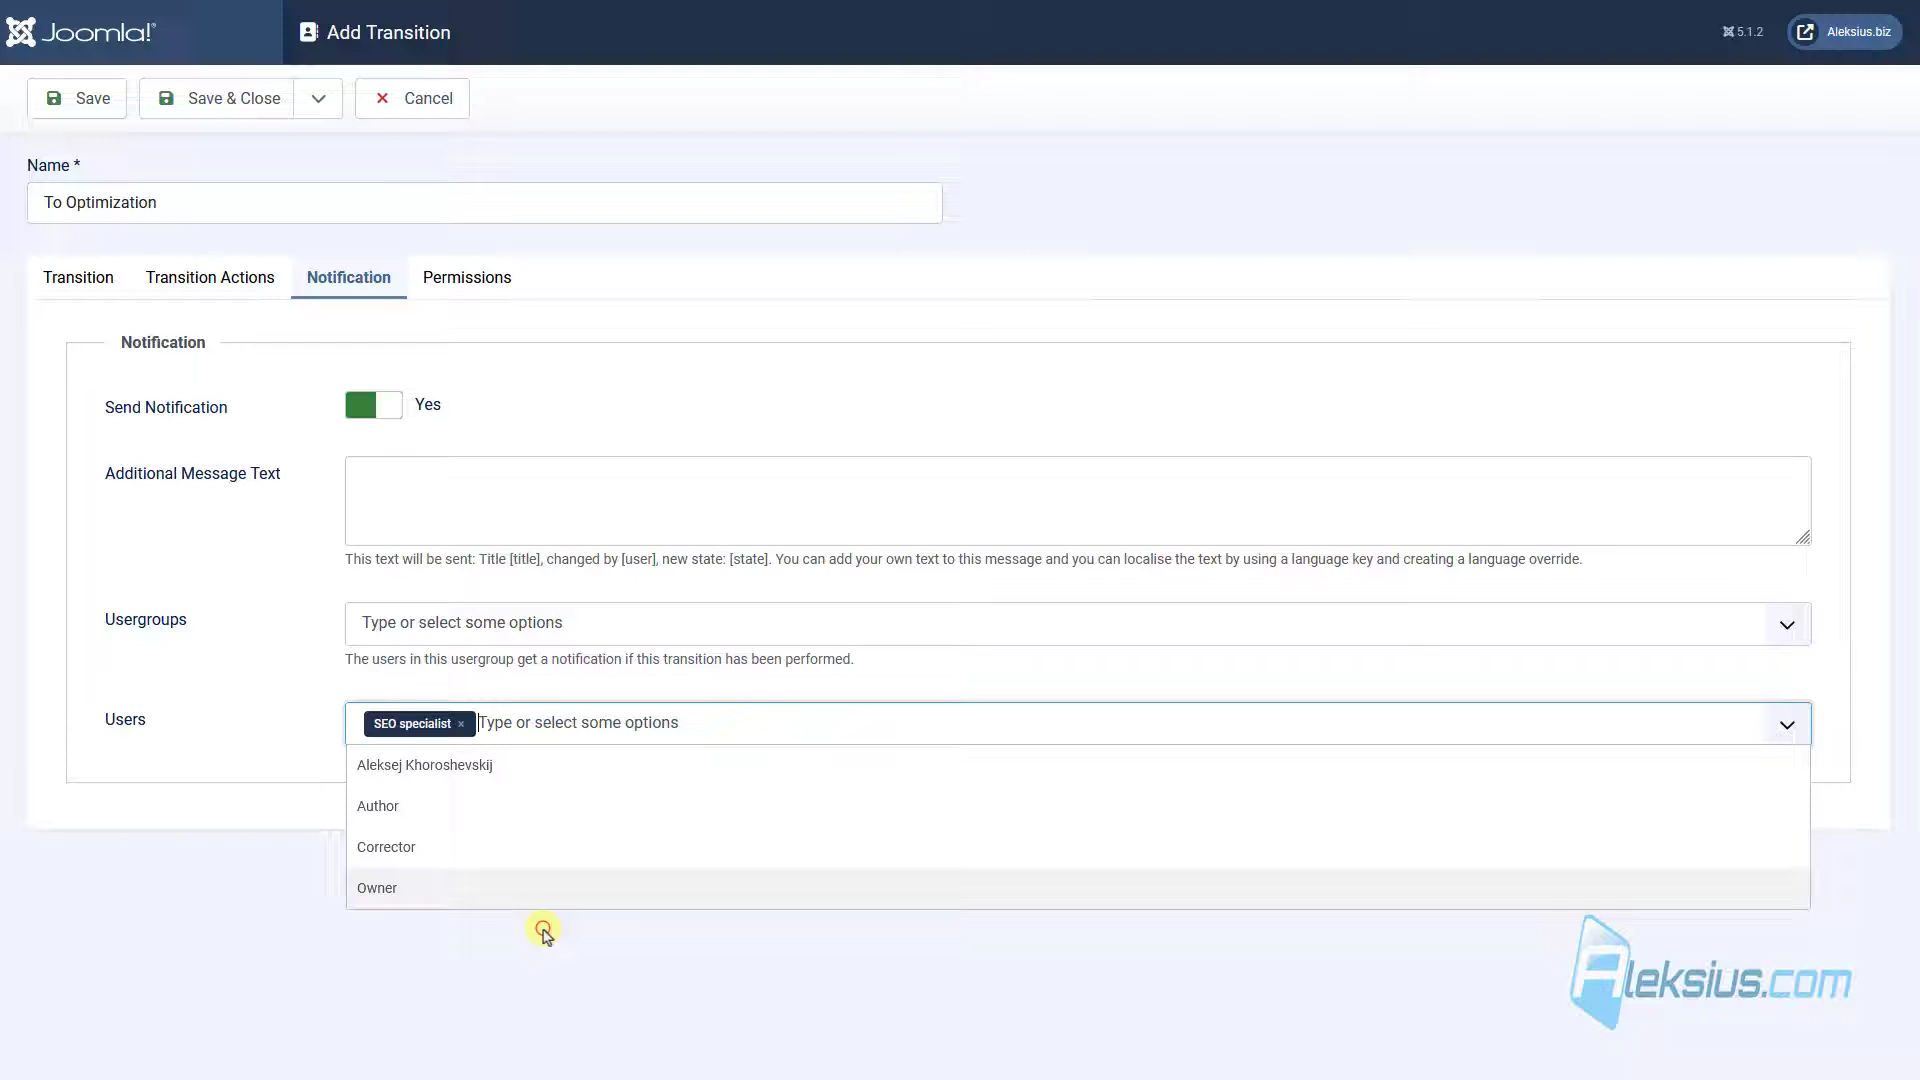 Joomla!®
Add Transition
5.1.2
Aleksius.biz
Save
Save & Close
Cancel
Name *
To Optimization
Transition
Transition Actions
Notification
Permissions
Notification
Send Notification
Yes
Additional Message Text
This text will be sent: Title [title], changed by [user], new state: [state]. You can add your own text to this message and you can localise the text by using a language key and creating a language override.
Usergroups
Type or select some options
The users in this usergroup get a notification if this transition has been performed.
Users
SEO specialist × Type or select some options
Aleksej Khoroshevskij
Author
Corrector
Owner
Aleksius.com